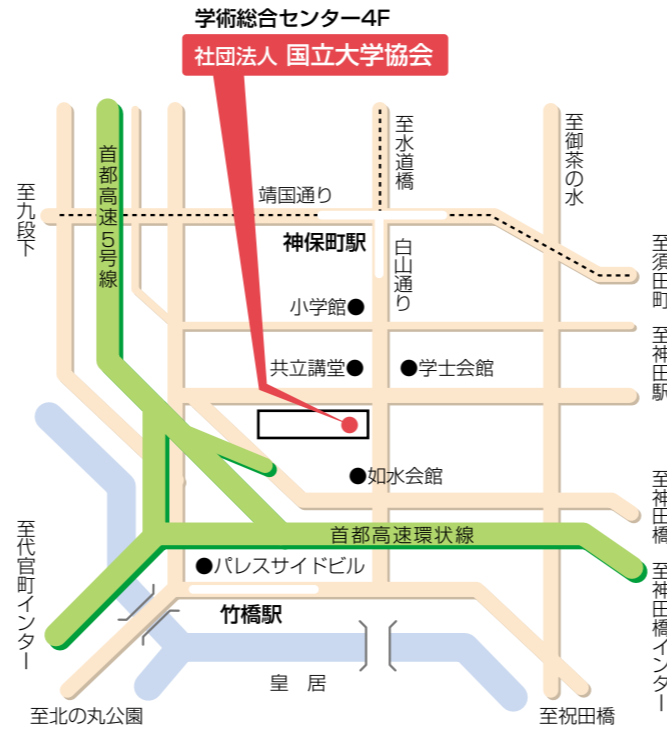 学術総合センター4F
社団法人 国立大学協会
至水道橋
至御茶の水
首都高速5号線
至九段下
靖国通り
神保町駅
白山通り
至須田町
小学館
至神田駅
共立講堂
学士会館
如水会館
至神田橋
首都高速環状線
至代官町インター
パレスサイドビル
至神田橋インター
竹橋駅
皇 居
至北の丸公園
至祝田橋